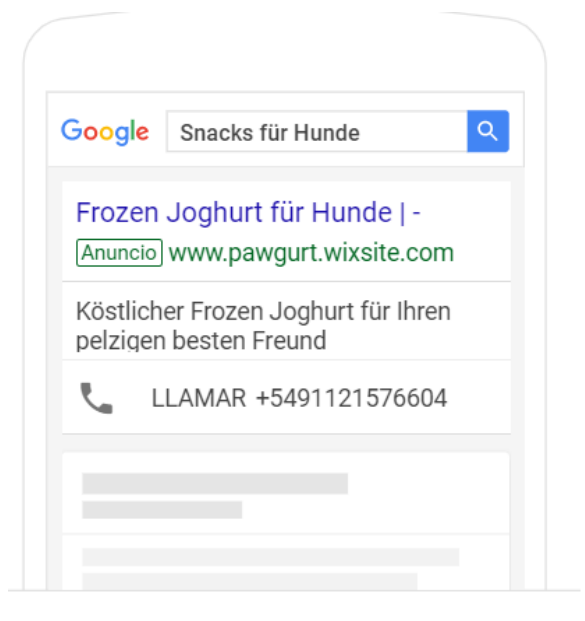 Google Snacks für Hunde
Frozen Joghurt für Hunde | -
Anuncio www.pawgurt.wixsite.com
Köstlicher Frozen Joghurt für Ihren
pelzigen besten Freund
LLAMAR +5491121576604